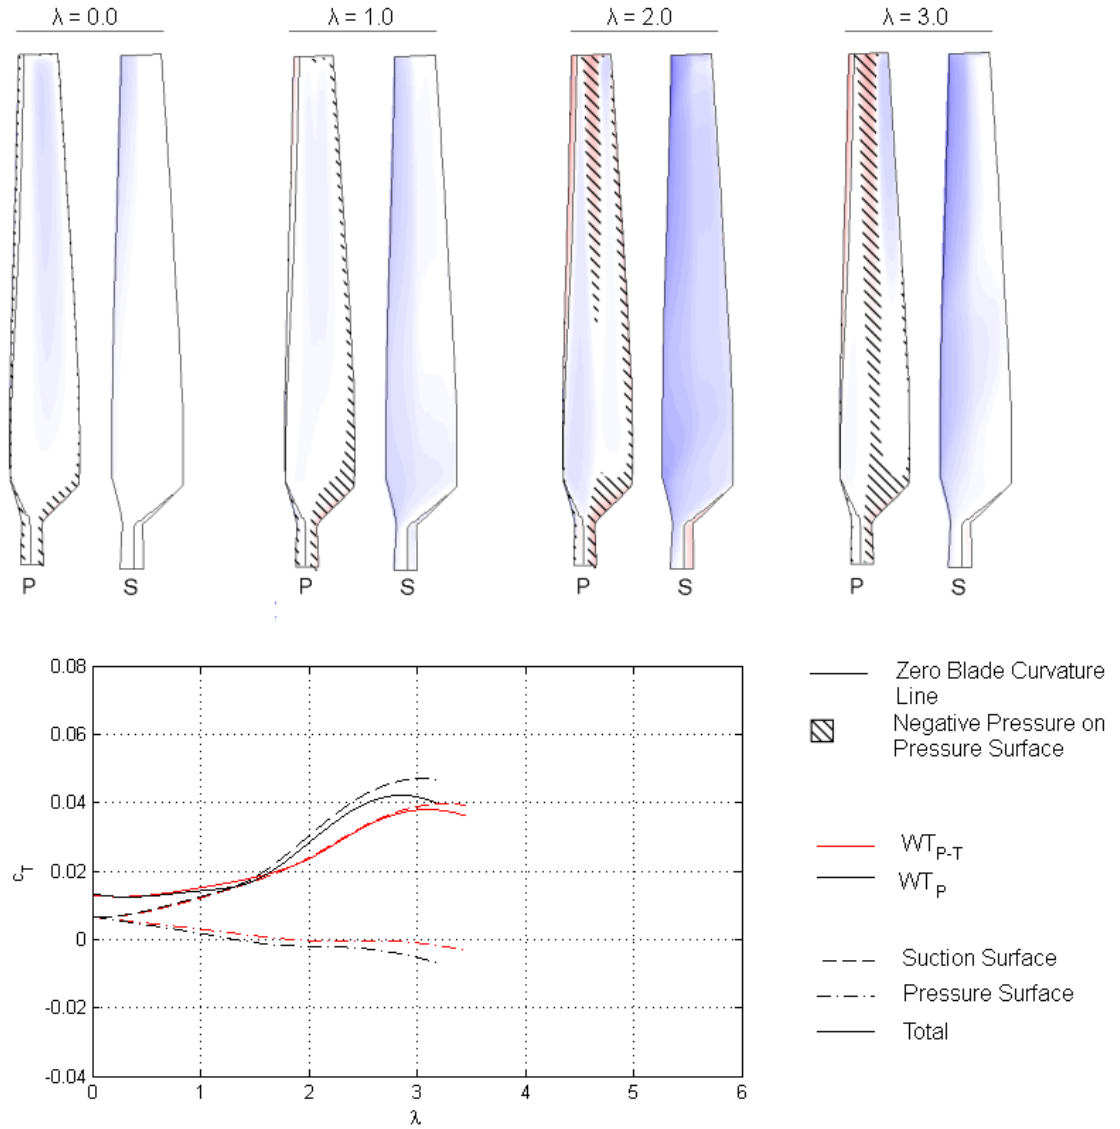 λ = 0.0
λ = 1.0
λ = 2.0
λ = 3.0
P
S
P
S
P
S
P
S
0.08
0.06
0.04
0.02
0
-0.02
-0.04
c_T
0
1
2
3
4
5
6
λ
Zero Blade Curvature
Line
Negative Pressure on
Pressure Surface
WT_P-T
WT_P
Suction Surface
Pressure Surface
Total